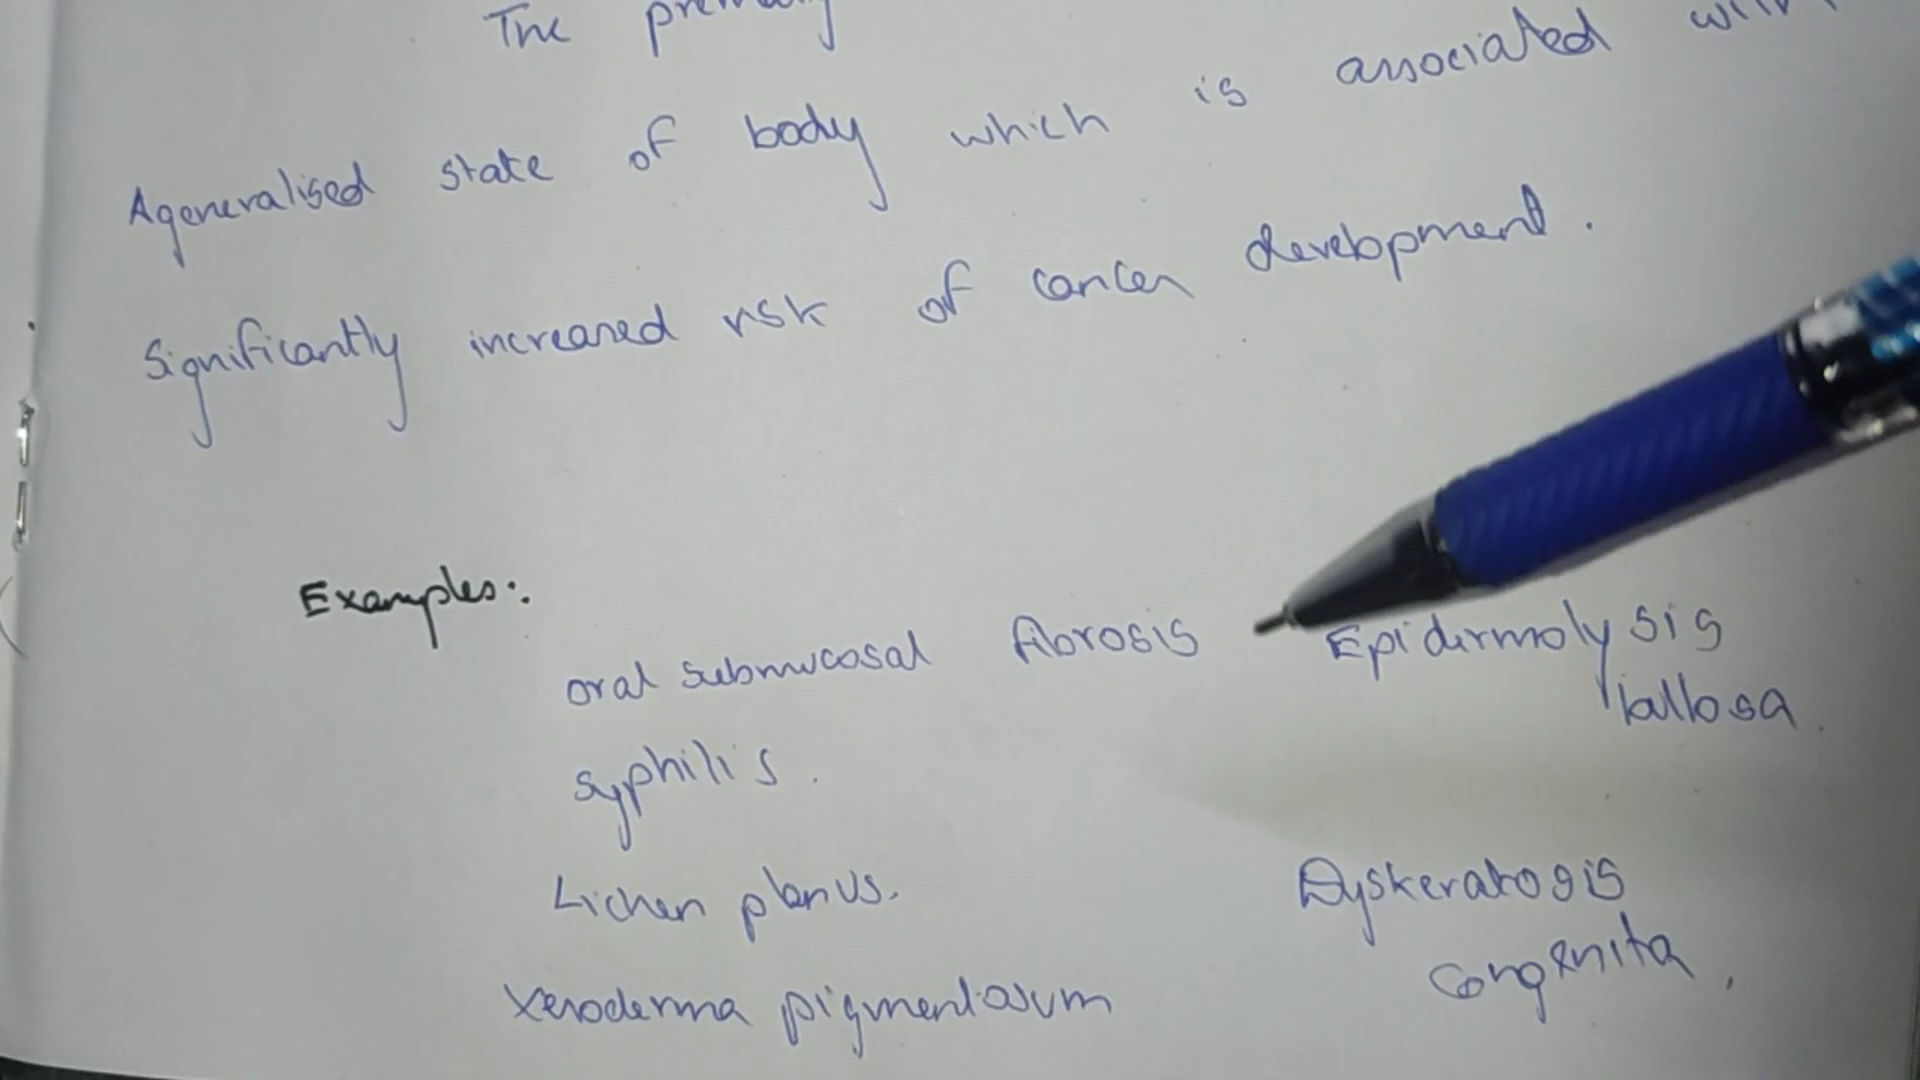 The
is associated with
A generalised state of body which
Significantly increased risk of cancer development.
Examples:
oral submucosal fibrosis
Epidermolysis
bullosa.
syphilis.
Lichen planus.
Dyskeratosis
congenita,
Xeroderma pigmentosum